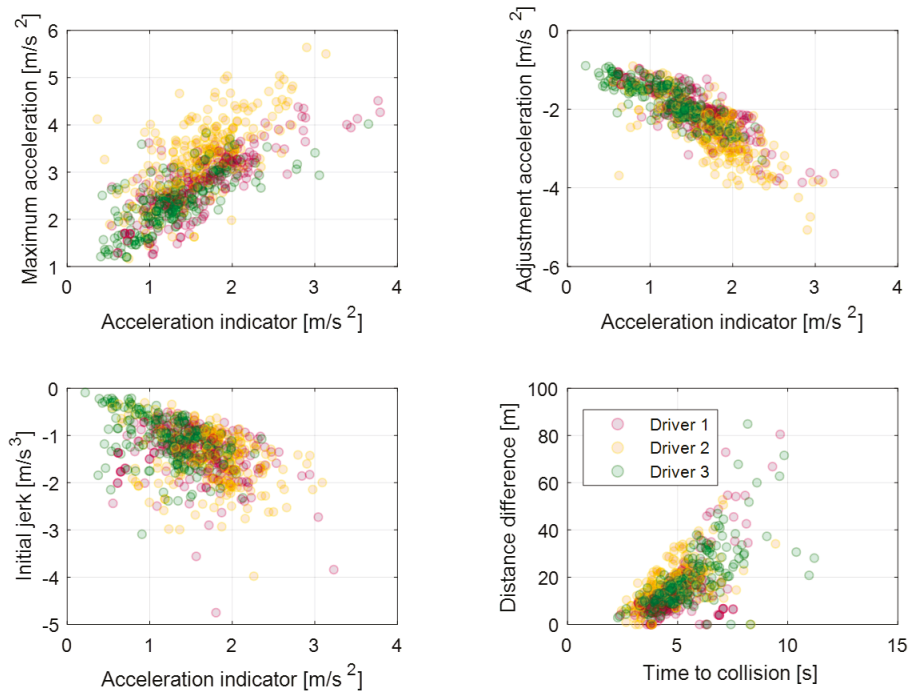 Maximum acceleration [m/s ²]
6
5
4
3
2
1
0 1 2 3 4
Acceleration indicator [m/s ²]
Adjustment acceleration [m/s ²]
0
-2
-4
-6
0 1 2 3 4
Acceleration indicator [m/s ²]
Initial jerk [m/s³]
0
-1
-2
-3
-4
-5
0 1 2 3 4
Acceleration indicator [m/s ²]
Distance difference [m]
100
80
60
40
20
0
Driver 1
Driver 2
Driver 3
0 5 10 15
Time to collision [s]